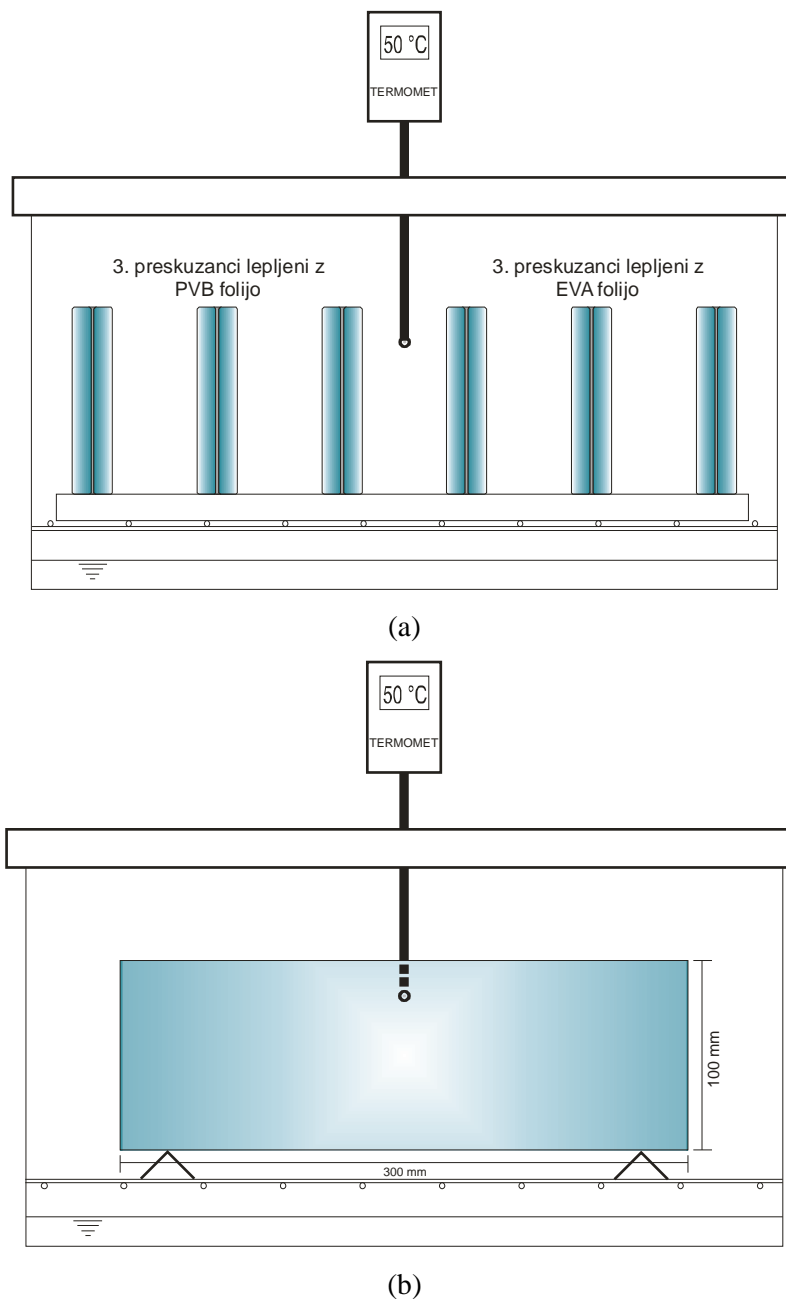 50 °C
TERMOMET
3. preskuzanci lepljeni z
PVB folijo
3. preskuzanci lepljeni z
EVA folijo
(a)
50 °C
TERMOMET
100 mm
300 mm
(b)